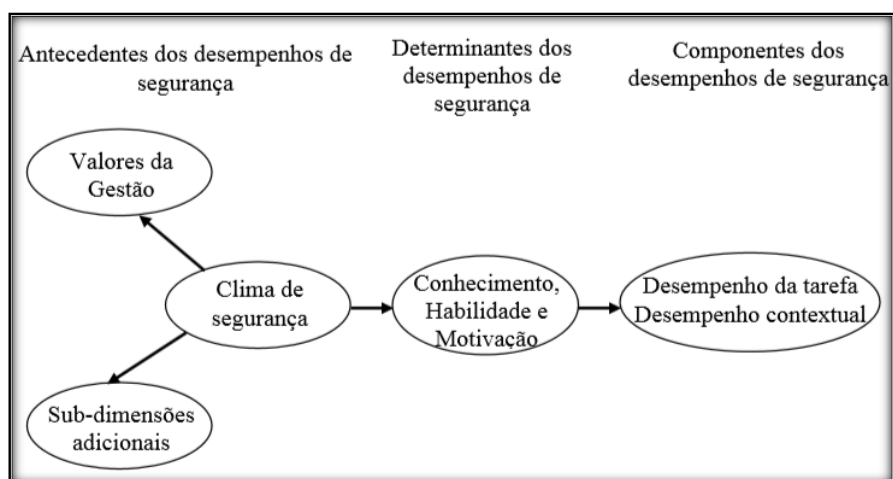 Antecedentes dos desempenhos de
segurança
Determinantes dos
desempenhos de
segurança
Componentes dos
desempenhos de segurança
Valores da
Gestão
Clima de
segurança
Conhecimento,
Habilidade e
Motivação
Desempenho da tarefa
Desempenho contextual
Sub-dimensões
adicionais